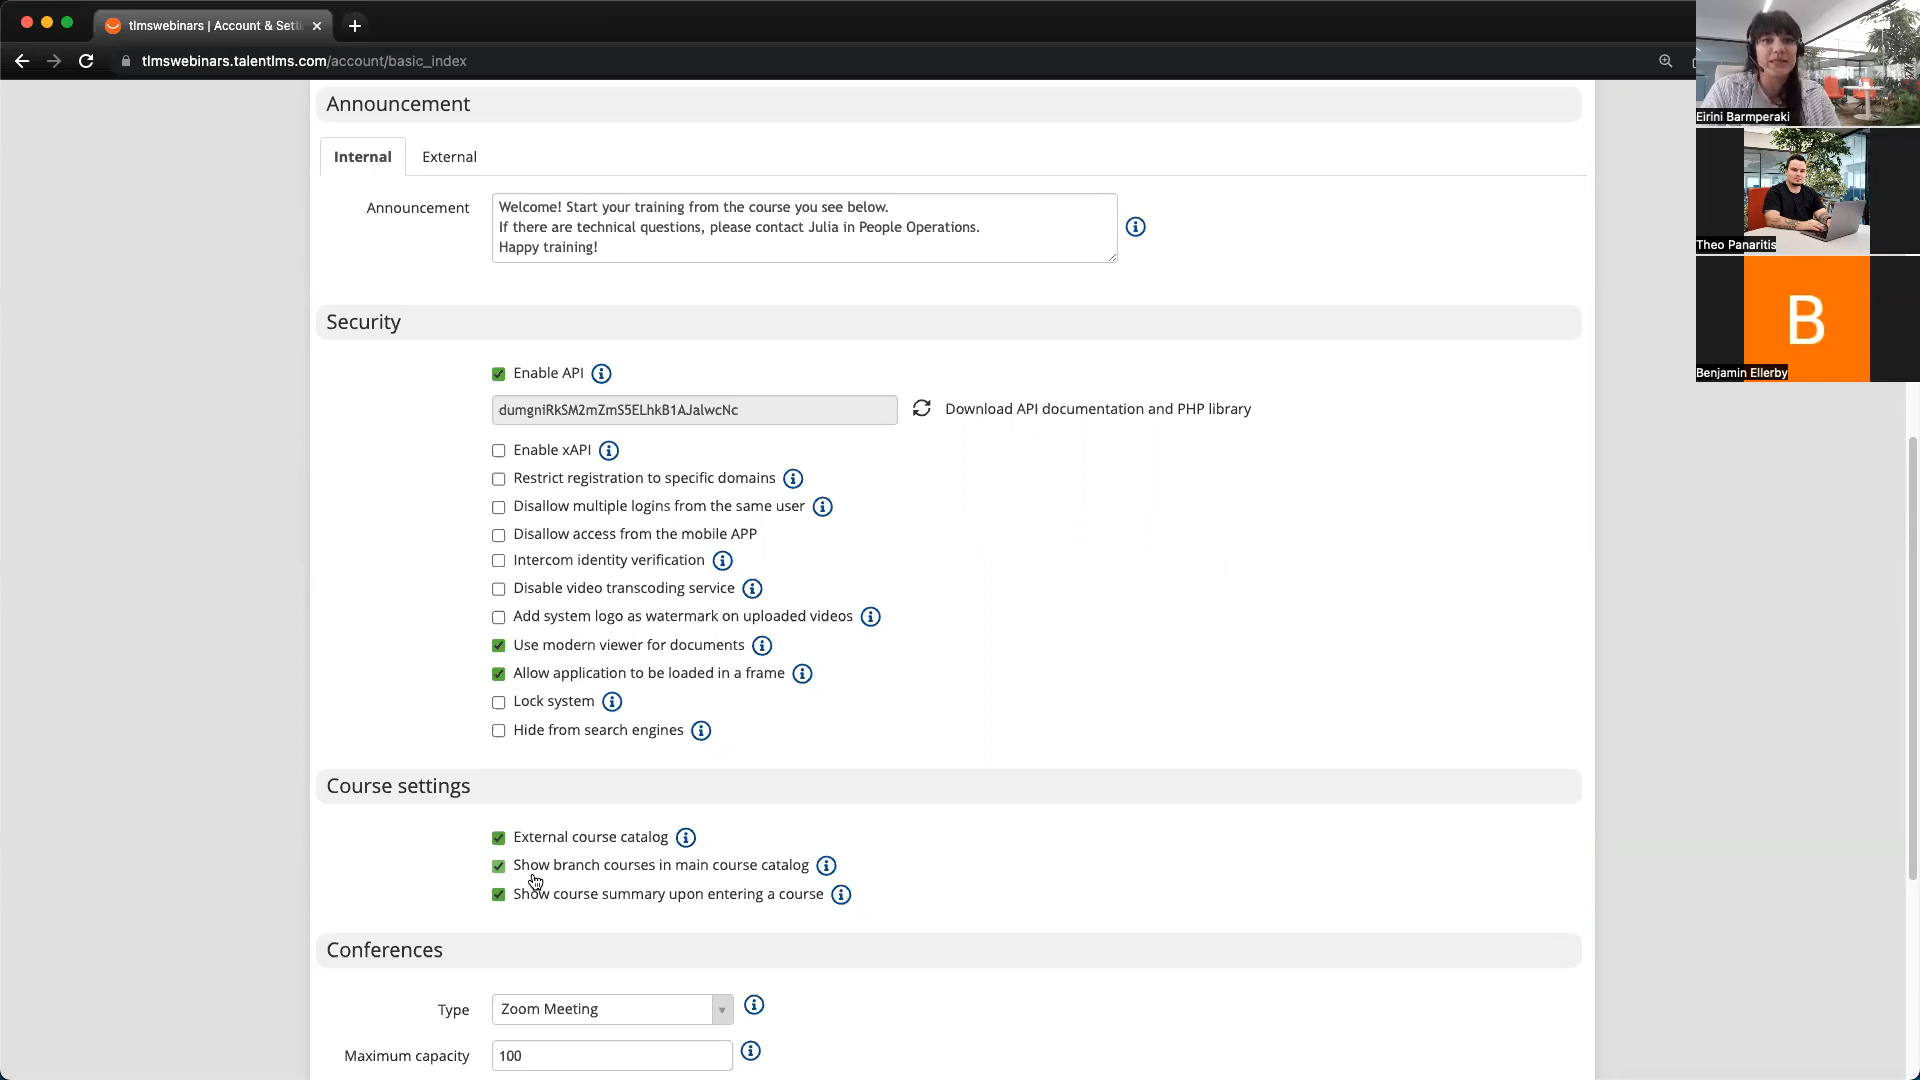 tlmswebinars | Account & Setti
tlmswebinars.talentlms.com/account/basic_index
Announcement
Internal
External
Announcement
Welcome! Start your training from the course you see below.
If there are technical questions, please contact Julia in People Operations.
Happy training!
Security
Enable API
dumgniRkSM2mZmS5ELhkB1AJalwcNc
Download API documentation and PHP library
Enable xAPI
Restrict registration to specific domains
Disallow multiple logins from the same user
Disallow access from the mobile APP
Intercom identity verification
Disable video transcoding service
Add system logo as watermark on uploaded videos
Use modern viewer for documents
Allow application to be loaded in a frame
Lock system
Hide from search engines
Course settings
External course catalog
Show branch courses in main course catalog
Show course summary upon entering a course
Conferences
Type
Zoom Meeting
Maximum capacity
100
Eirini Barmperaki
Theo Panaritis
B
Benjamin Ellerby